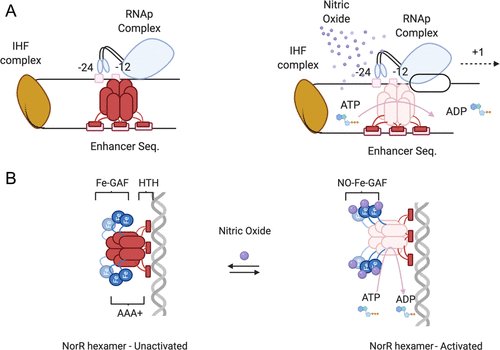 A
IHF
complex
RNAp
Complex
-24
-12
Enhancer Seq.
Nitric
Oxide
RNAp
Complex
IHF
complex
-24
-12
+1
ATP
ADP
Enhancer Seq.
B
Fe-GAF
HTH
AAA+
NorR hexamer - Unactivated
Nitric Oxide
NO-Fe-GAF
ATP
ADP
NorR hexamer - Activated